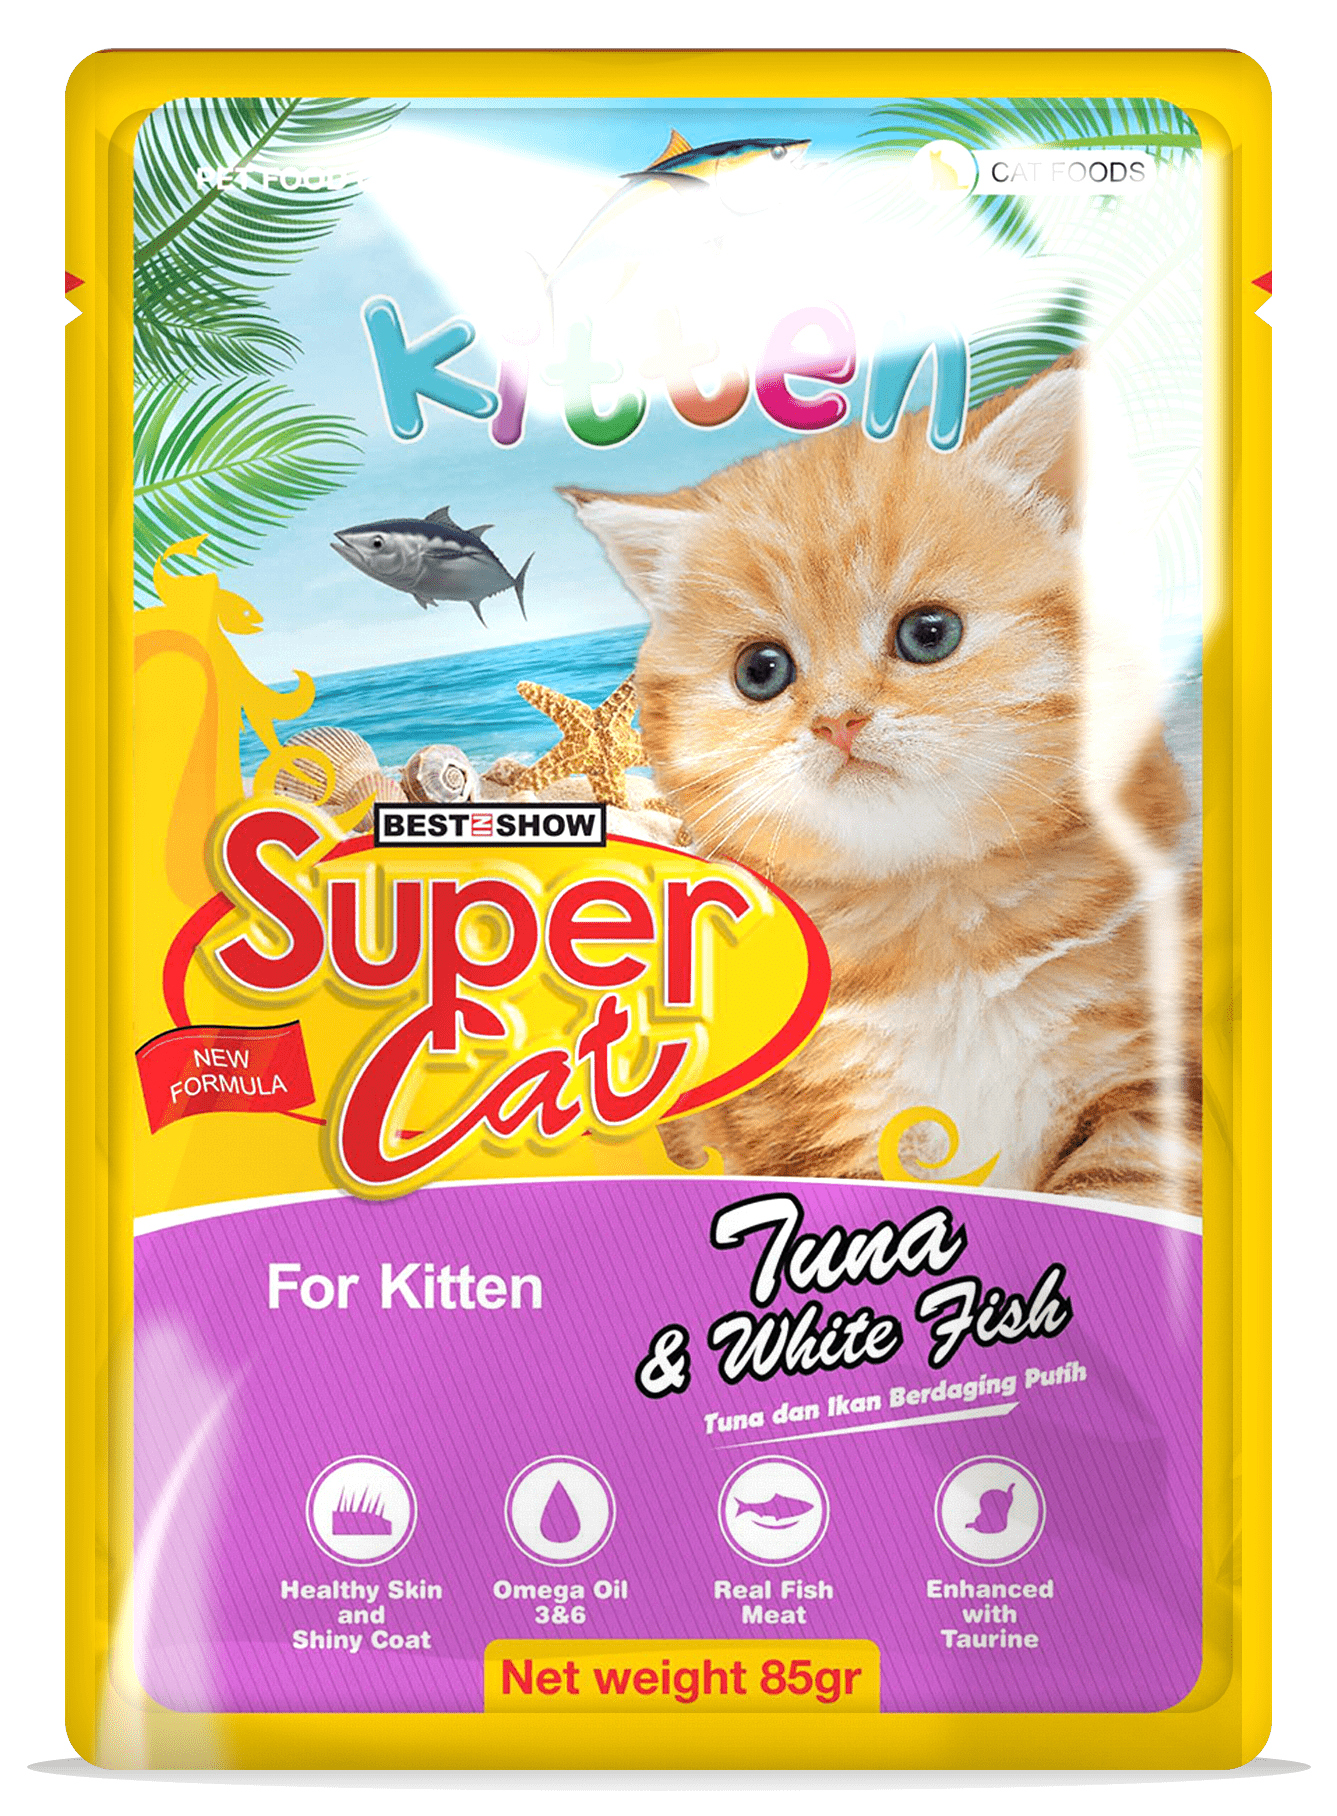 PET FOOD
CAT FOODS
Kitten
BEST IN SHOW
Super
Cat
NEW
FORMULA
For Kitten
Tuna
& White Fish
Tuna dan Ikan Berdaging Putih
Healthy Skin
and
Shiny Coat
Omega Oil
3&6
Real Fish
Meat
Enhanced
with
Taurine
Net weight 85gr